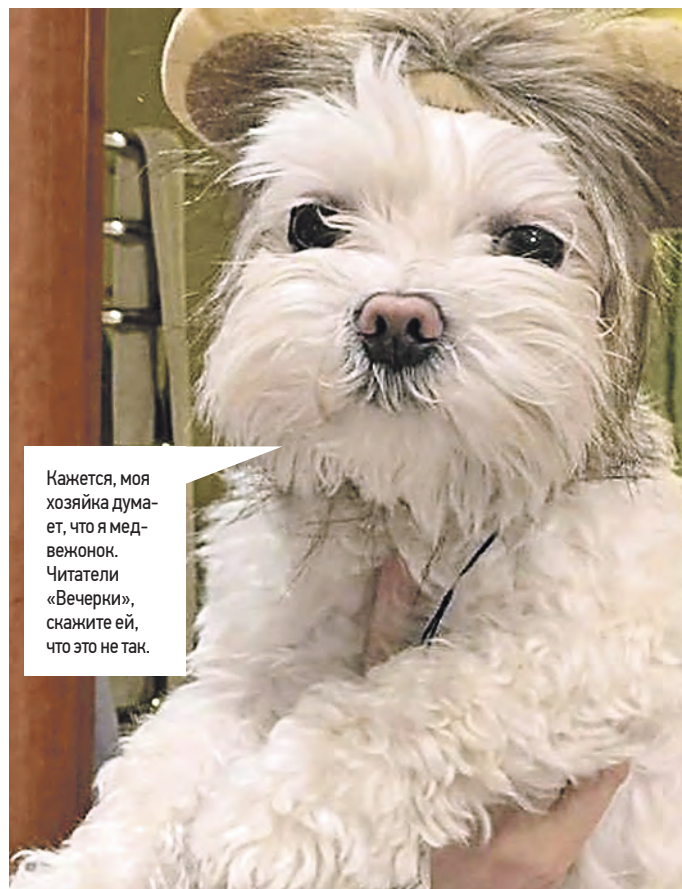 Кажется, моя
хозяйка дума-
ет, что я мед-
вежонок.
Читатели
«Вечерки»,
скажите ей,
что это не так.